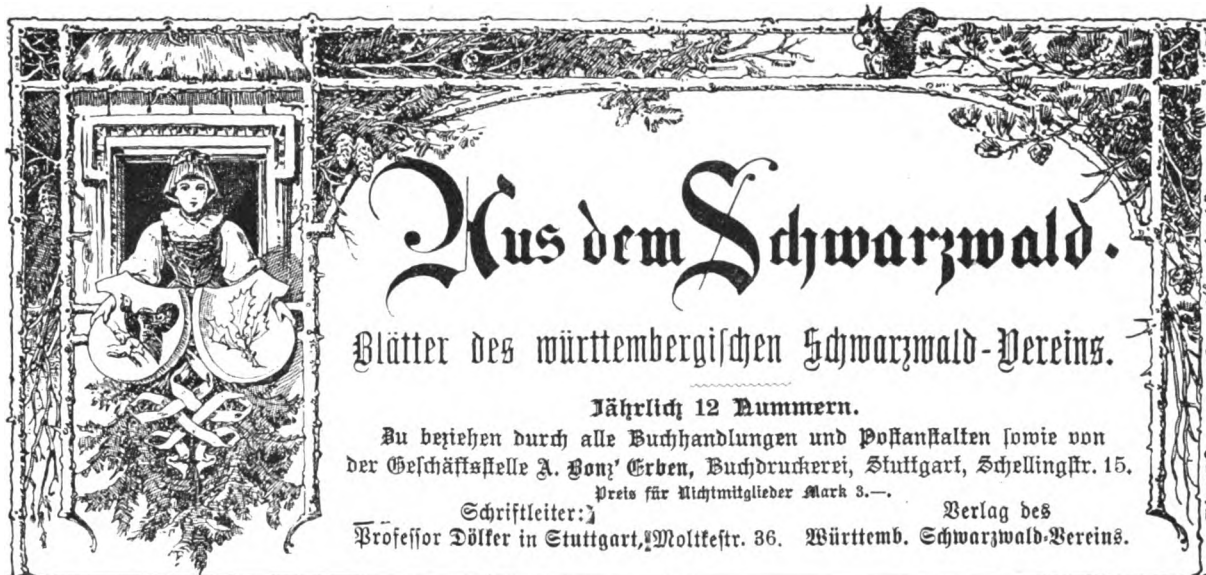 Aus dem Schwarzwald.
Blätter des württembergischen Schwarzwald-Vereins.
Jährlich 12 Nummern.
Zu beziehen durch alle Buchhandlungen und Postanstalten sowie von
der Geschäftsstelle A. Bonz' Erben, Buchdruckerei, Stuttgart, Schellingstr. 15.
Preis für Nichtmitglieder Mark 3.—.
Schriftleiter:
Professor Dölker in Stuttgart, Moltkestr. 36.
Verlag des
Württemb. Schwarzwald-Vereins.